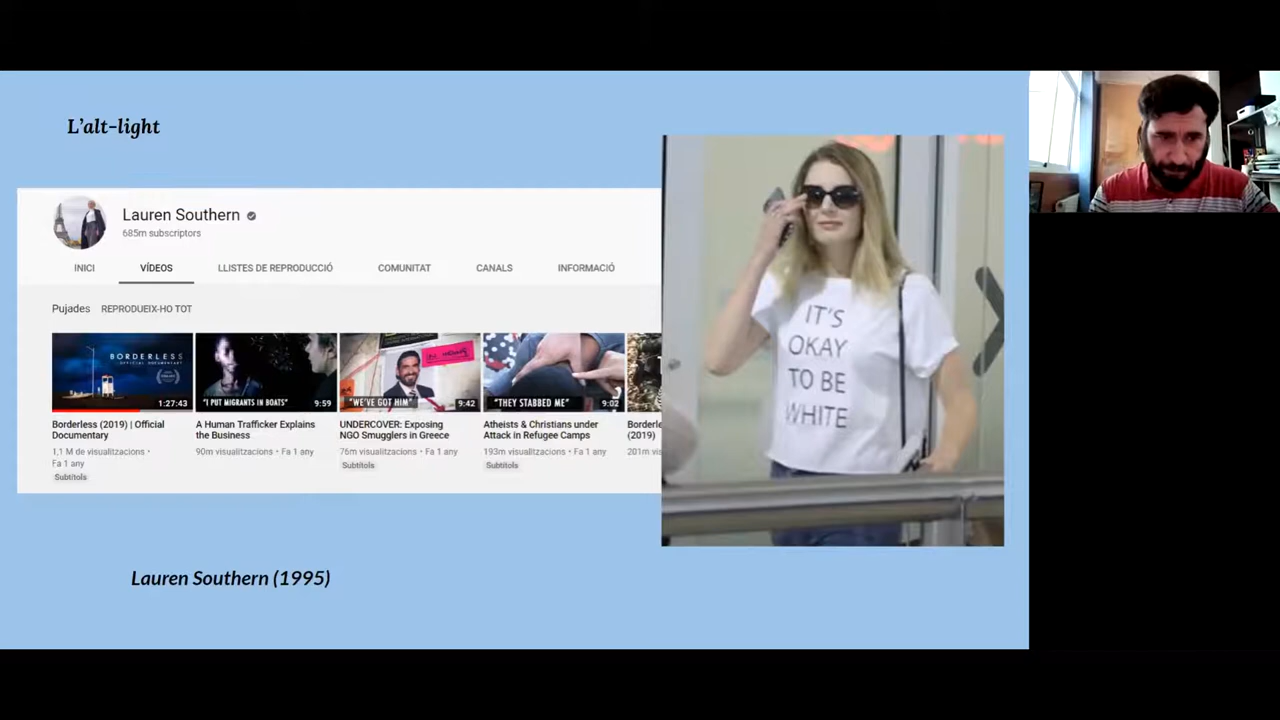 L'alt-light
Lauren Southern
685m subscriptors
INICI VÍDEOS LLISTES DE REPRODUCCIÓ COMUNITAT CANALS INFORMACIÓ
Pujades REPRODUEIX-HO TOT
BORDERLESS
OFFICIAL DOCUMENTARY
1:27:43
"I PUT MIGRANTS IN BOATS"
9:59
"WE'VE GOT HIM"
9:42
"THEY STABBED ME"
9:02
Borderless (2019) | Official
Documentary
1,1 M de visualitzacions •
Fa 1 any
Subtítols
A Human Trafficker Explains
the Business
90m visualitzacions • Fa 1 any
UNDERCOVER: Exposing
NGO Smugglers in Greece
76m visualitzacions • Fa 1 any
Subtítols
Atheists & Christians under
Attack in Refugee Camps
193m visualitzacions • Fa 1 any
Subtítols
Borderle
(2019)
201m vis
IT'S
OKAY
TO BE
WHITE
Lauren Southern (1995)